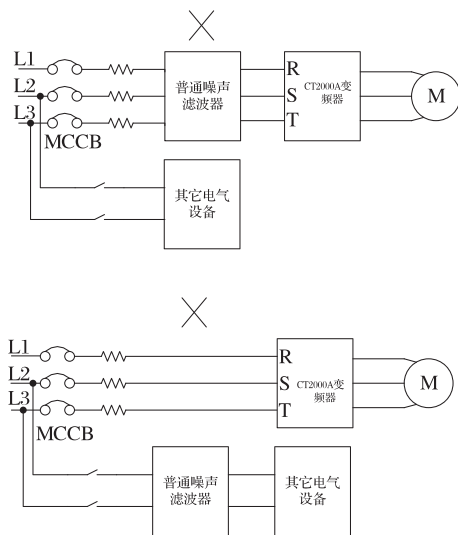 L1
L2
L3
MCCB
普通噪声
滤波器
R
S
T
CT2000A变
频器
M
其它电气
设备
L1
L2
L3
MCCB
R
S
T
CT2000A变
频器
M
普通噪声
滤波器
其它电气
设备